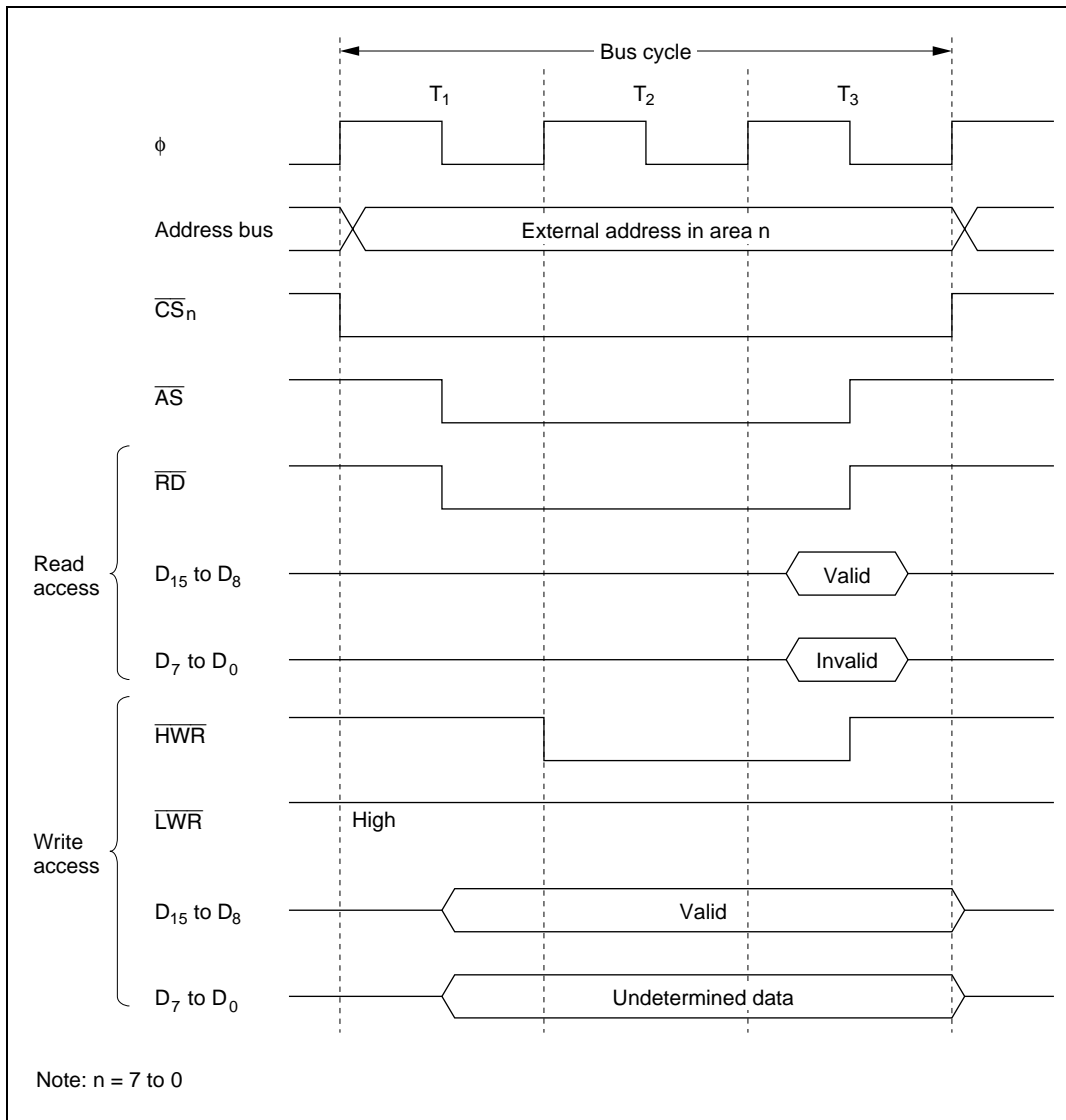 Bus cycle
T1 T2 T3
ϕ
Address bus External address in area n
CSn
AS
Read access
RD
D15 to D8 Valid
D7 to D0 Invalid
Write access
HWR
LWR High
D15 to D8 Valid
D7 to D0 Undetermined data
Note: n = 7 to 0